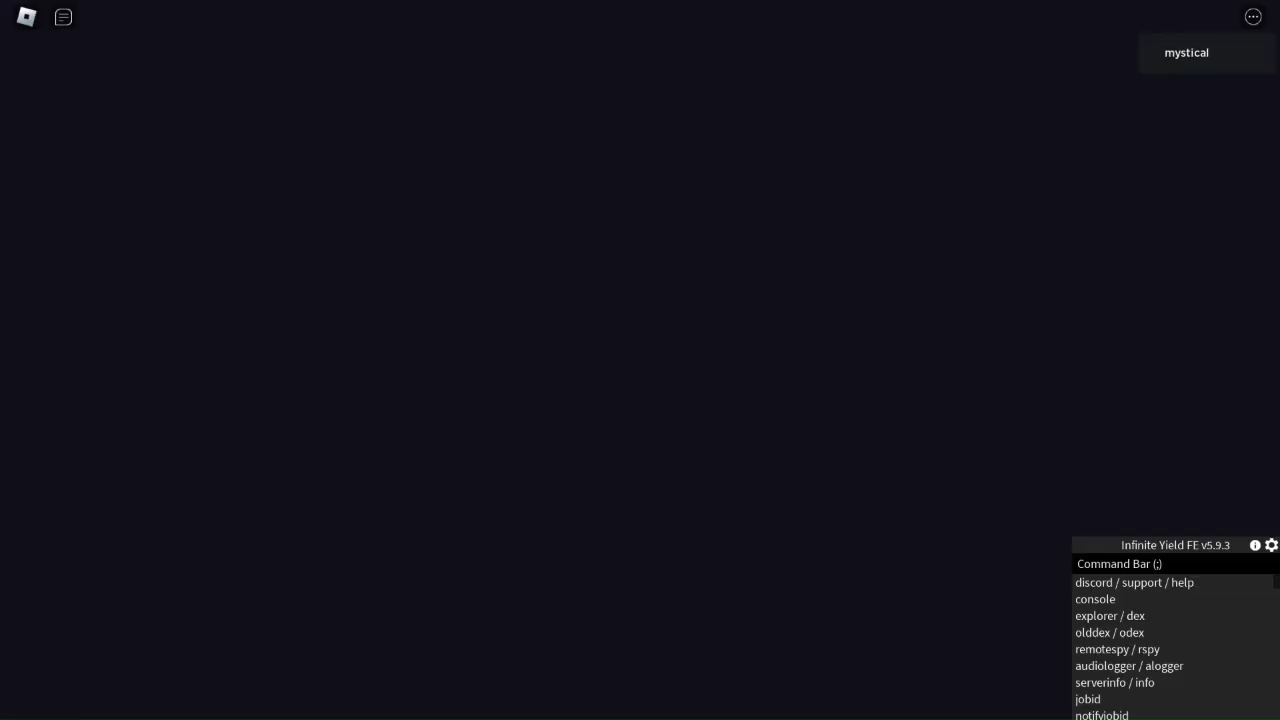 mystical
Infinite Yield FE v5.9.3
Command Bar (;)
discord / support / help
console
explorer / dex
olddex / odex
remotespy / rspy
audiologger / alogger
serverinfo / info
jobid
notifyjobid